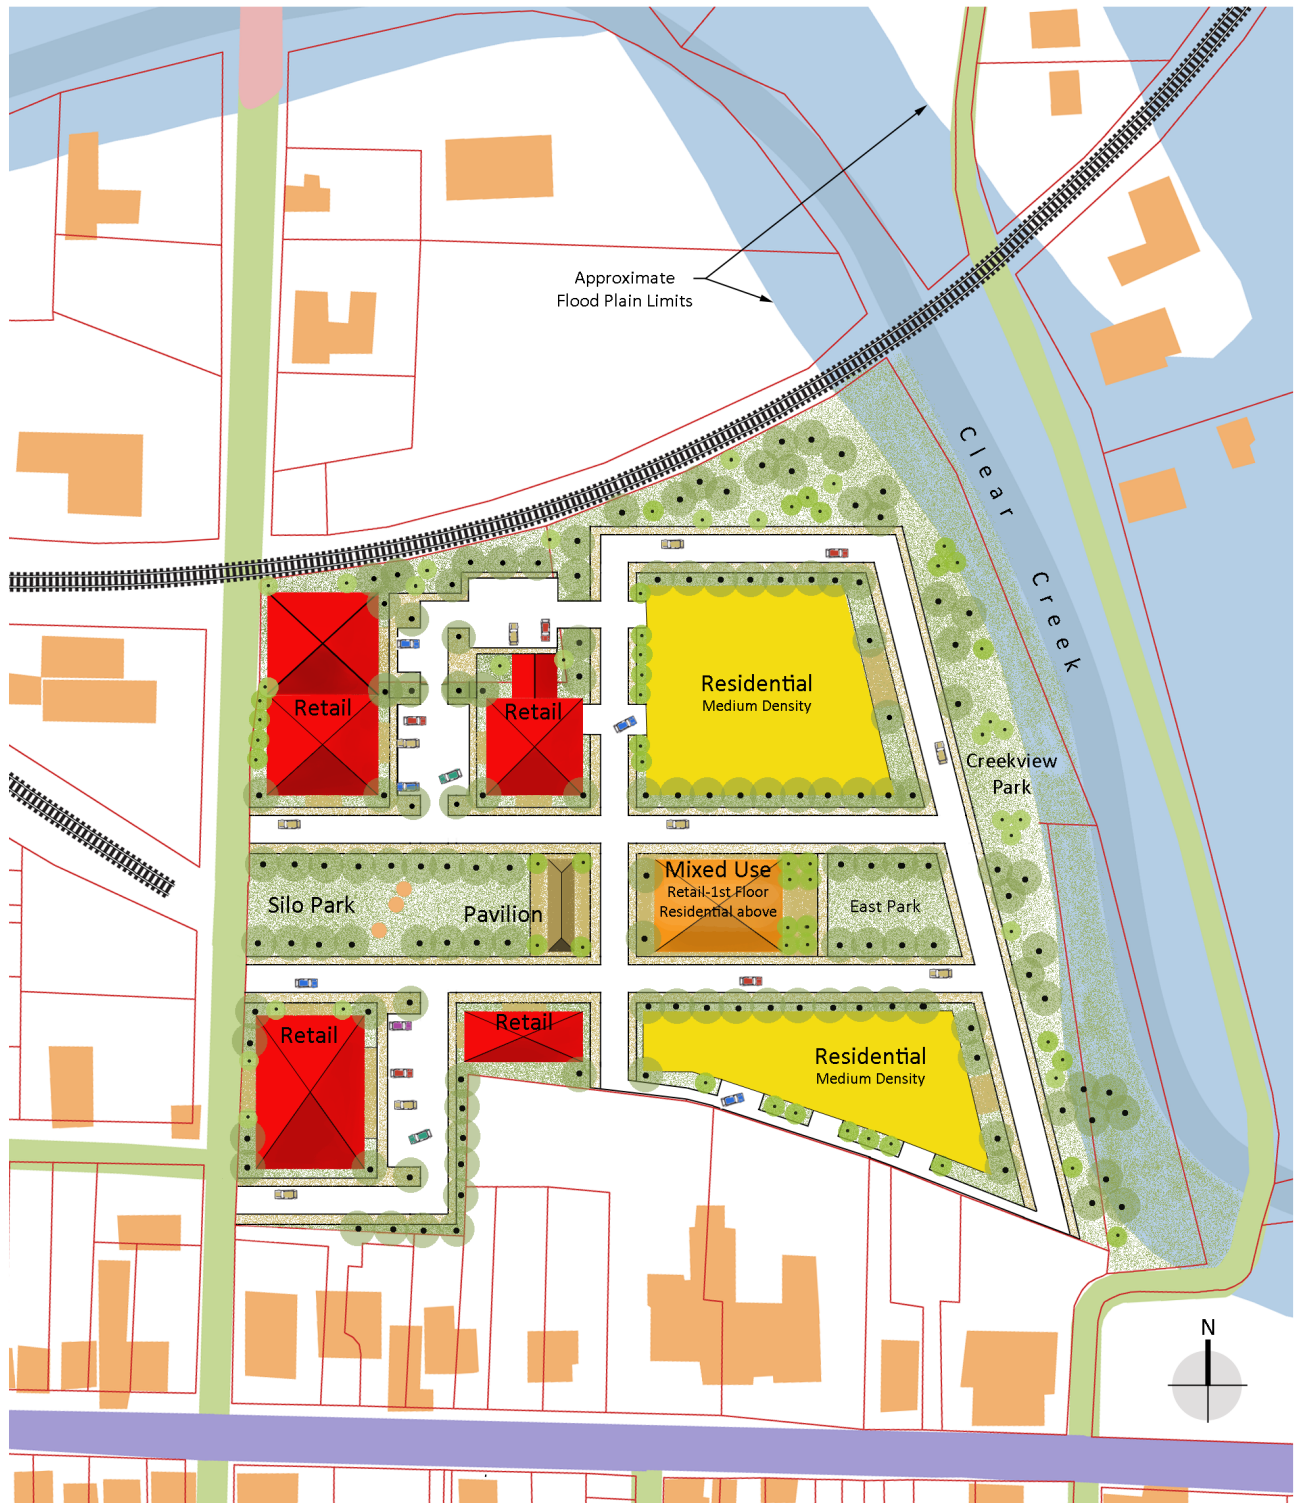 Approximate
Flood Plain Limits
Clear Creek
Retail
Retail
Residential
Medium Density
Creekview
Park
Silo Park
Pavilion
Mixed Use
Retail-1st Floor
Residential above
East Park
Retail
Retail
Residential
Medium Density
N